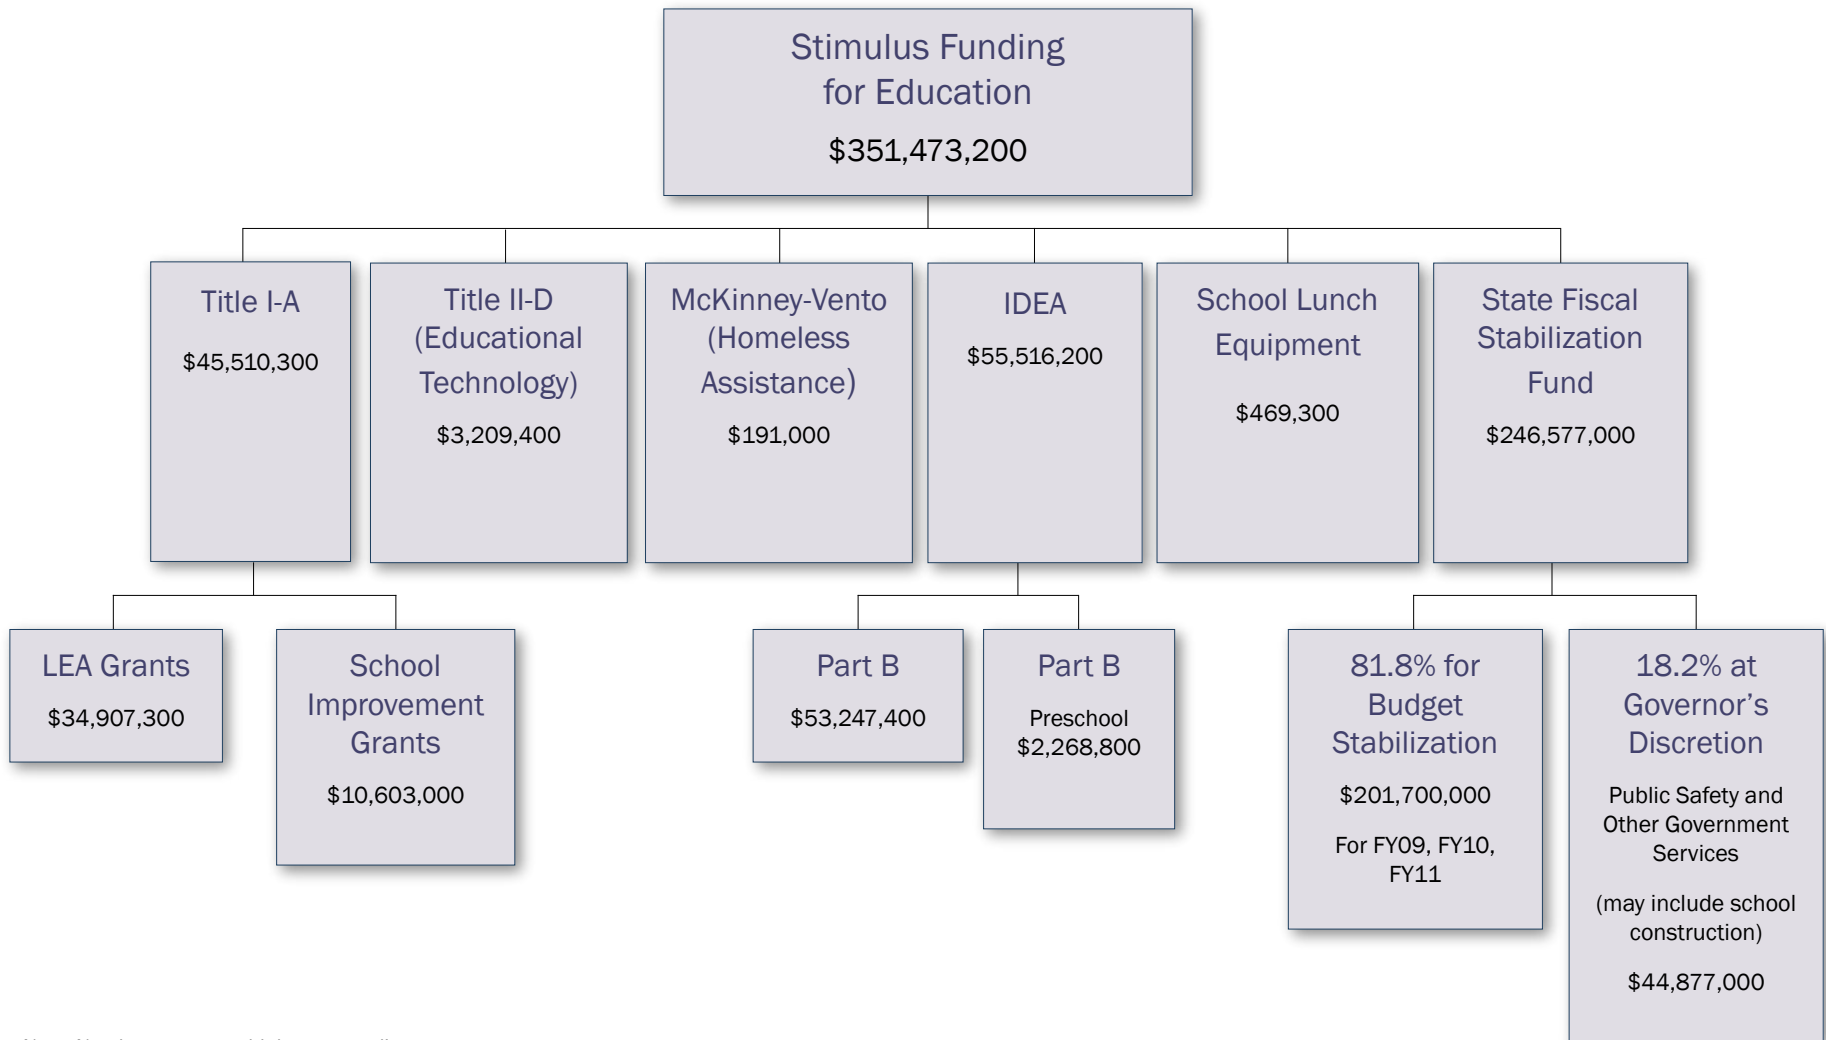 Stimulus Funding
for Education
$351,473,200
Title I-A
$45,510,300
Title II-D
(Educational
Technology)
$3,209,400
McKinney-Vento
(Homeless
Assistance)
$191,000
IDEA
$55,516,200
School Lunch
Equipment
$469,300
State Fiscal
Stabilization
Fund
$246,577,000
LEA Grants
$34,907,300
School
Improvement
Grants
$10,603,000
Part B
$53,247,400
Part B
Preschool
$2,268,800
81.8% for
Budget
Stabilization
$201,700,000
For FY09, FY10,
FY11
18.2% at
Governor’s
Discretion
Public Safety and
Other Government
Services
(may include school
construction)
$44,877,000